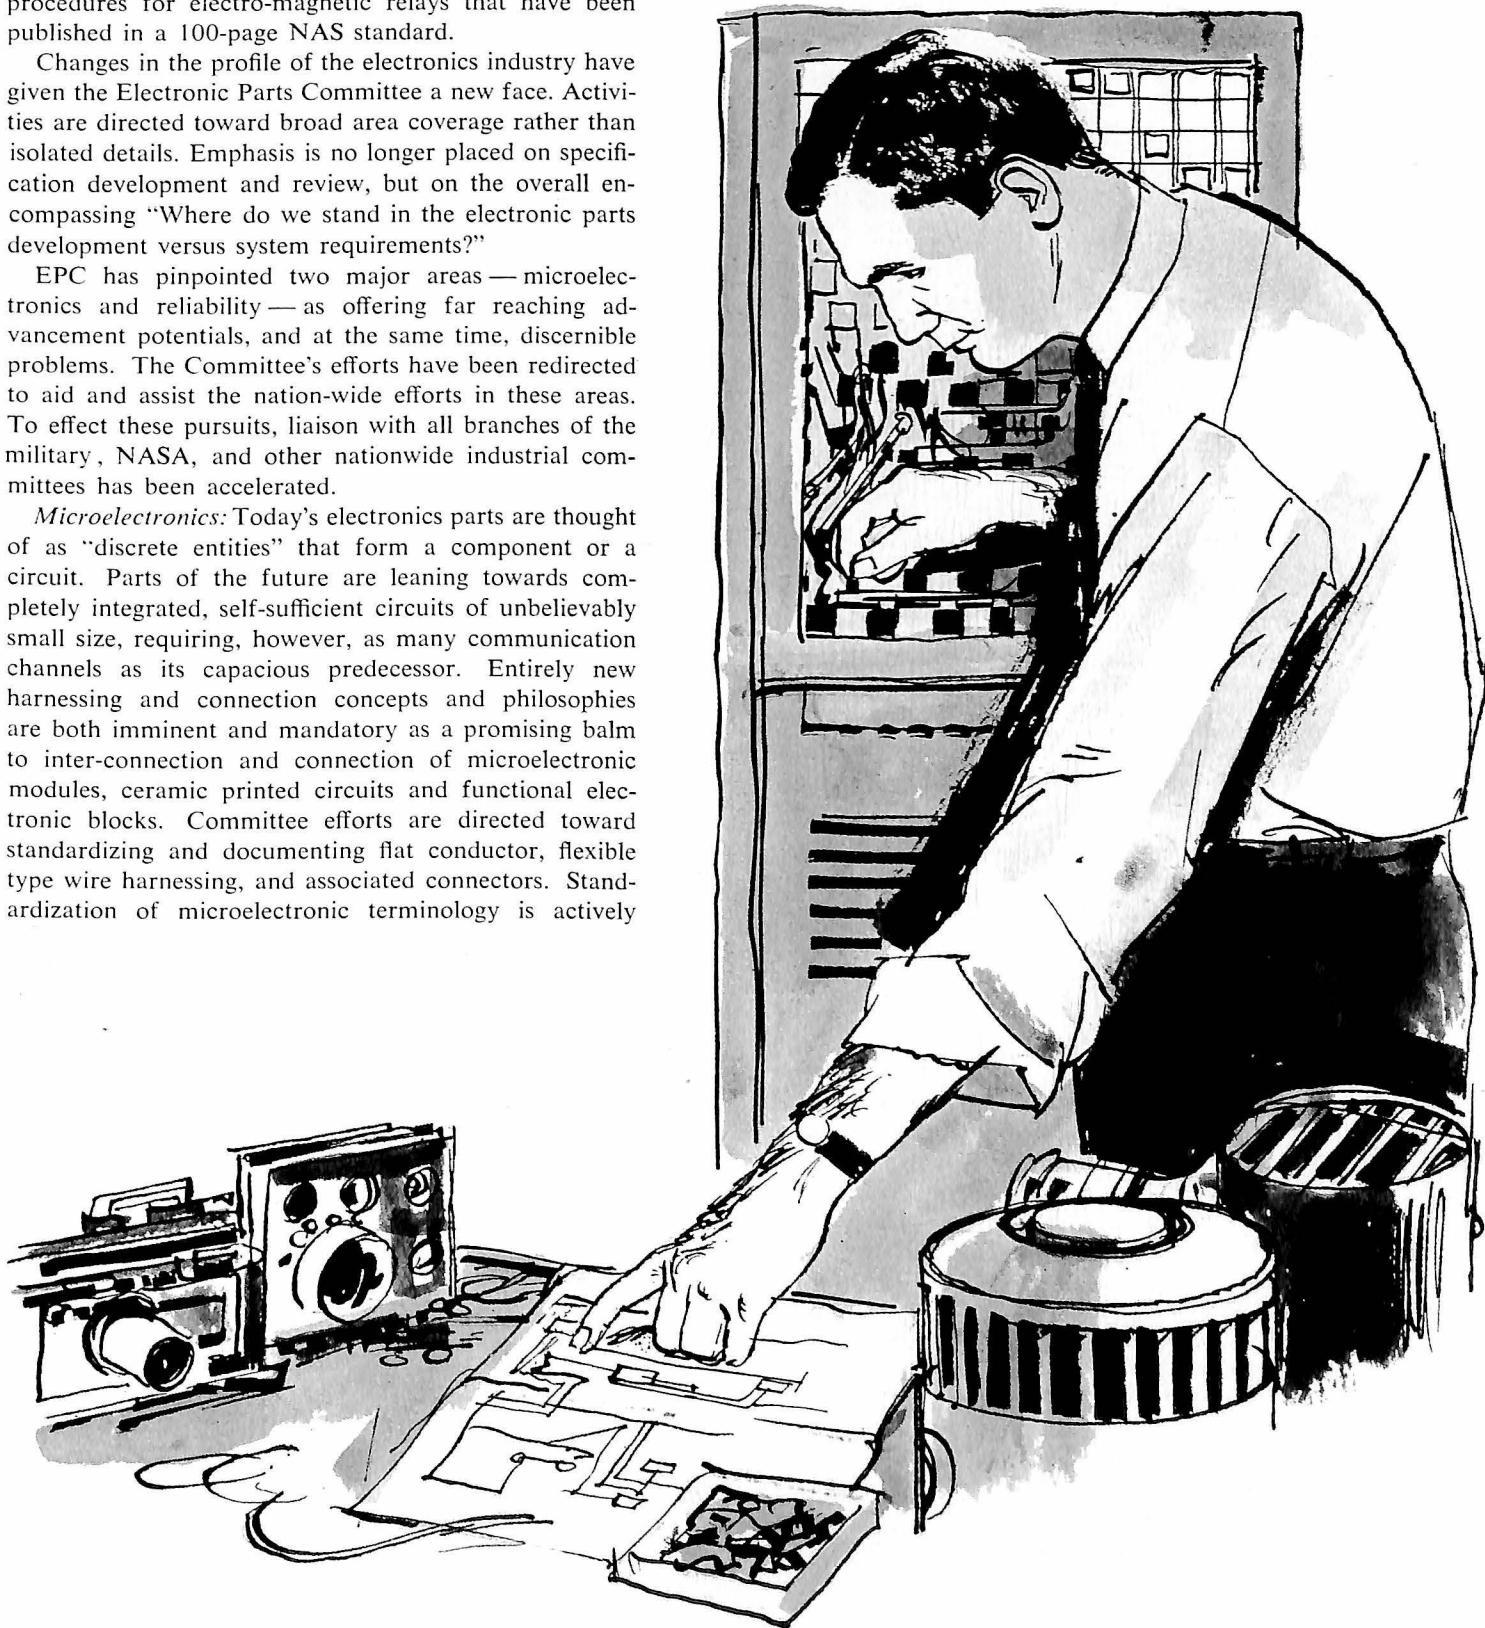 procedures for electro-magnetic relays that have been
published in a 100-page NAS standard.
Changes in the profile of the electronics industry have
given the Electronic Parts Committee a new face. Activi-
ties are directed toward broad area coverage rather than
isolated details. Emphasis is no longer placed on specifi-
cation development and review, but on the overall en-
compassing “Where do we stand in the electronic parts
development versus system requirements?”
EPC has pinpointed two major areas — microelec-
tronics and reliability — as offering far reaching ad-
vancement potentials, and at the same time, discernible
problems. The Committee's efforts have been redirected
to aid and assist the nation-wide efforts in these areas.
To effect these pursuits, liaison with all branches of the
military, NASA, and other nationwide industrial com-
mittees has been accelerated.
Microelectronics: Today's electronics parts are thought
of as “discrete entities” that form a component or a
circuit. Parts of the future are leaning towards com-
pletely integrated, self-sufficient circuits of unbelievably
small size, requiring, however, as many communication
channels as its capacious predecessor. Entirely new
harnessing and connection concepts and philosophies
are both imminent and mandatory as a promising balm
to inter-connection and connection of microelectronic
modules, ceramic printed circuits and functional elec-
tronic blocks. Committee efforts are directed toward
standardizing and documenting flat conductor, flexible
type wire harnessing, and associated connectors. Stand-
ardization of microelectronic terminology is actively